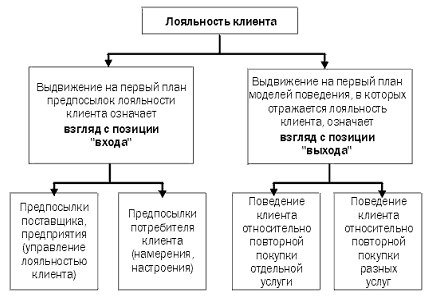 Лояльность клиента
Выдвижение на первый план
предпосылок лояльности
клиента означает
взгляд с позиции
"входа"
Выдвижение на первый план
моделей поведения, в которых
отражается лояльность
клиента, означает
взгляд с позиции
"выхода"
Предпосылки
поставщика,
предприятия
(управление
лояльностью
клиента)
Предпосылки
потребителя
клиента
(намерения,
настроения)
Поведение
клиента
относительно
повторной
покупки
отдельной
услуги
Поведение
клиента
относительно
повторной
покупки
разных
услуг